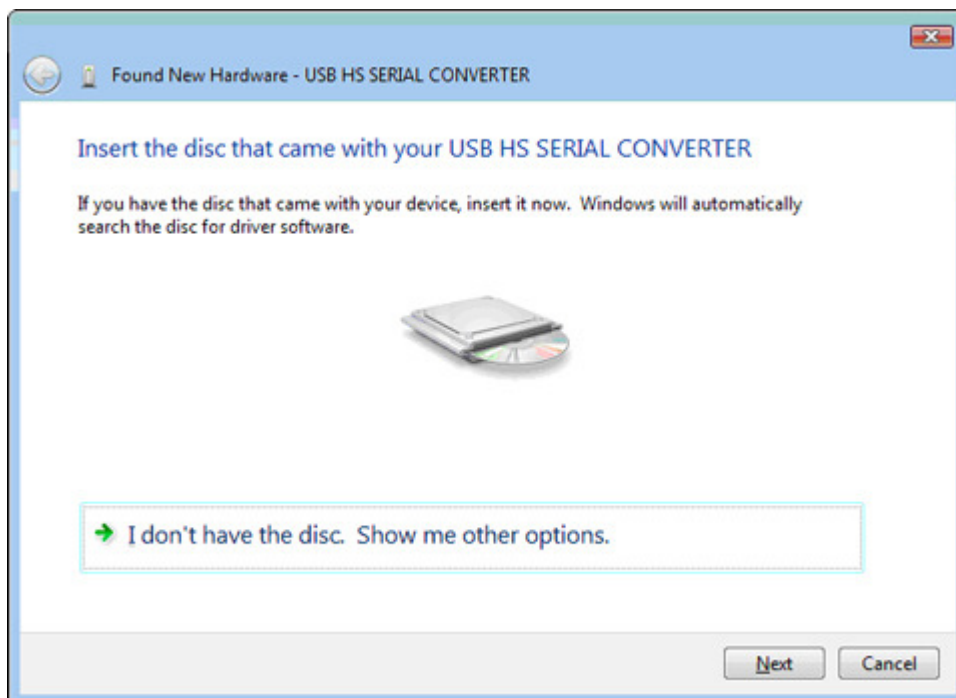 Found New Hardware - USB HS SERIAL CONVERTER
Insert the disc that came with your USB HS SERIAL CONVERTER
If you have the disc that came with your device, insert it now.  Windows will automatically
search the disc for driver software.
I don't have the disc.  Show me other options.
Next Cancel